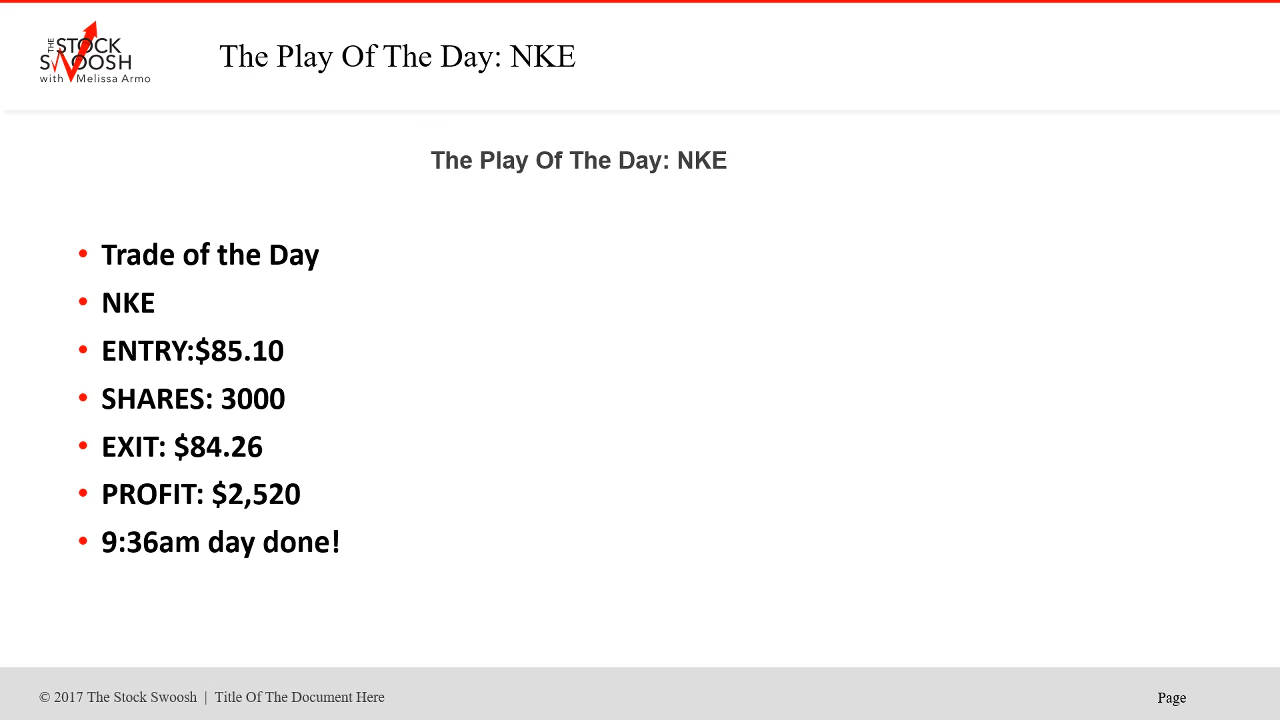 THE STOCK
SWOOSH
with Melissa Armo
The Play Of The Day: NKE
The Play Of The Day: NKE
• Trade of the Day
• NKE
• ENTRY:$85.10
• SHARES: 3000
• EXIT: $84.26
• PROFIT: $2,520
• 9:36am day done!
© 2017 The Stock Swoosh | Title Of The Document Here
Page